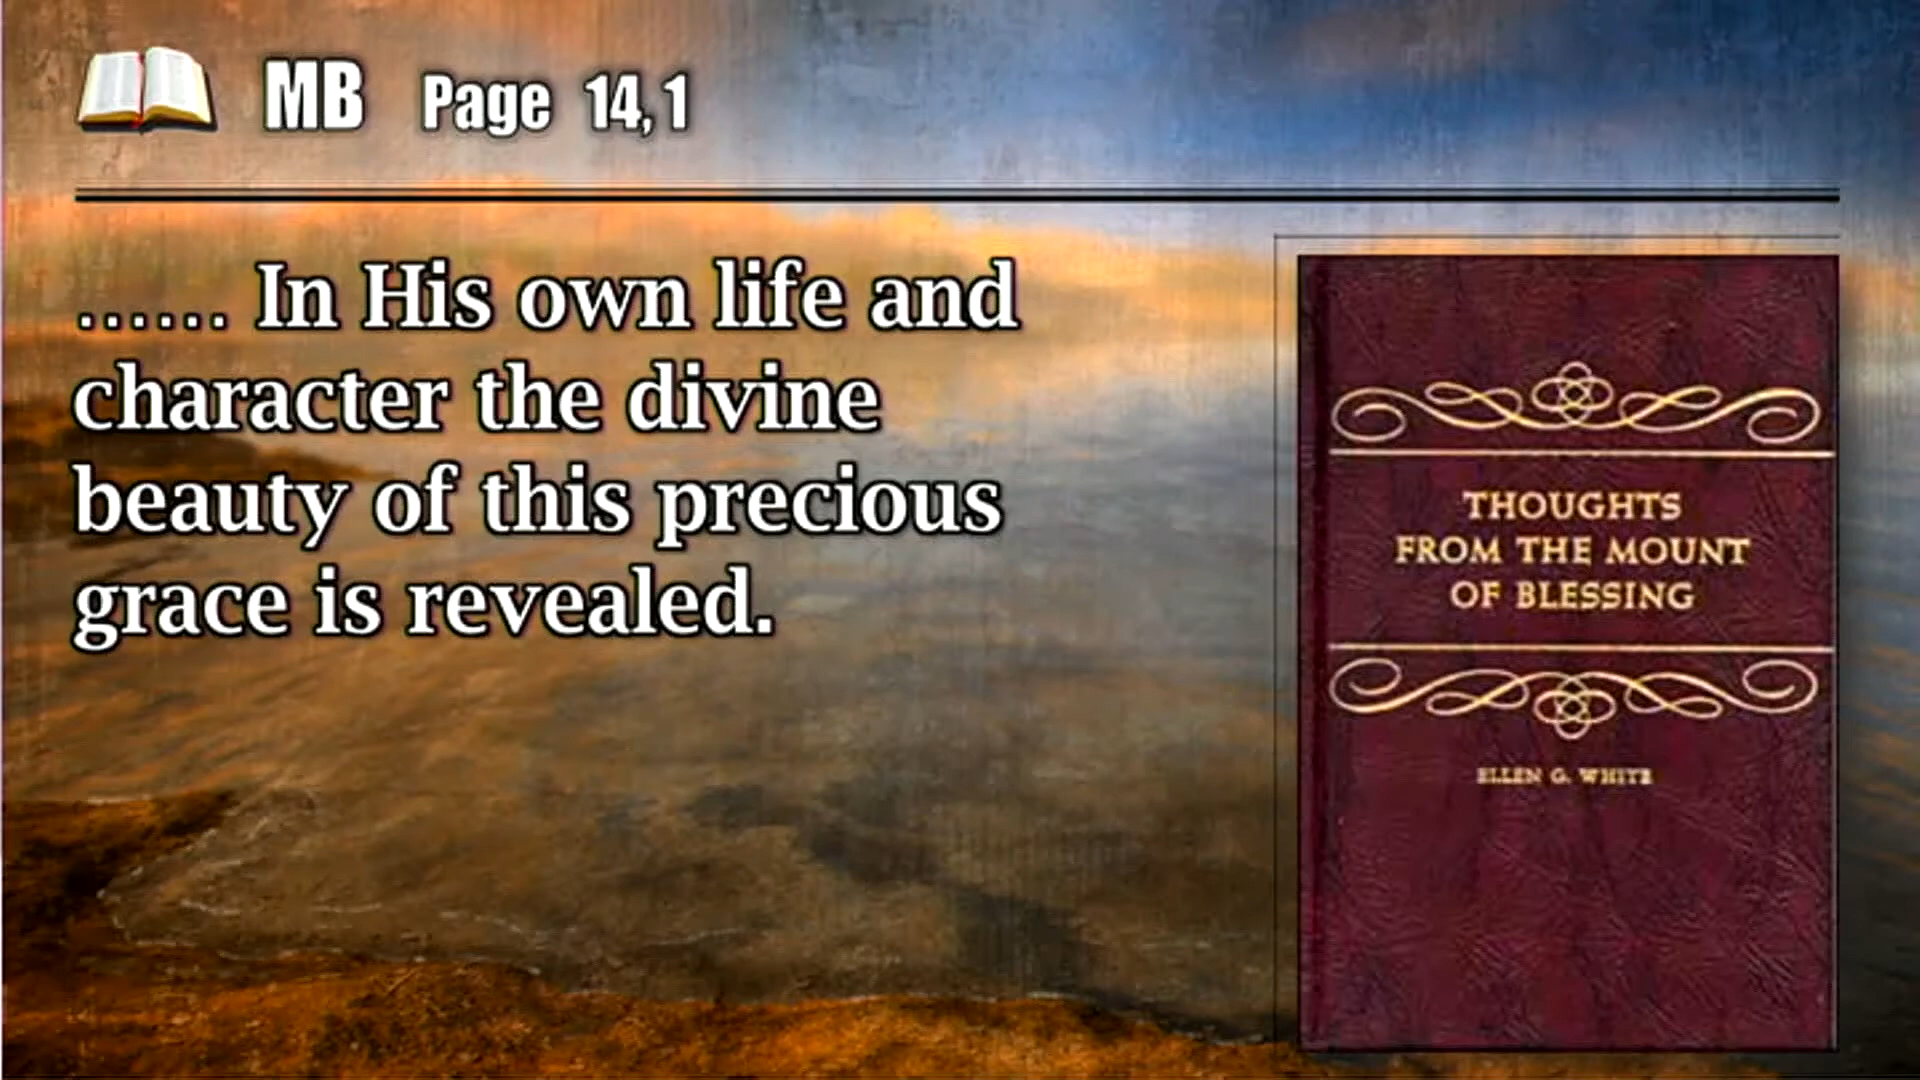 MB Page 14,1
...... In His own life and
character the divine
beauty of this precious
grace is revealed.
THOUGHTS
FROM THE MOUNT
OF BLESSING
ELLEN G. WHITE